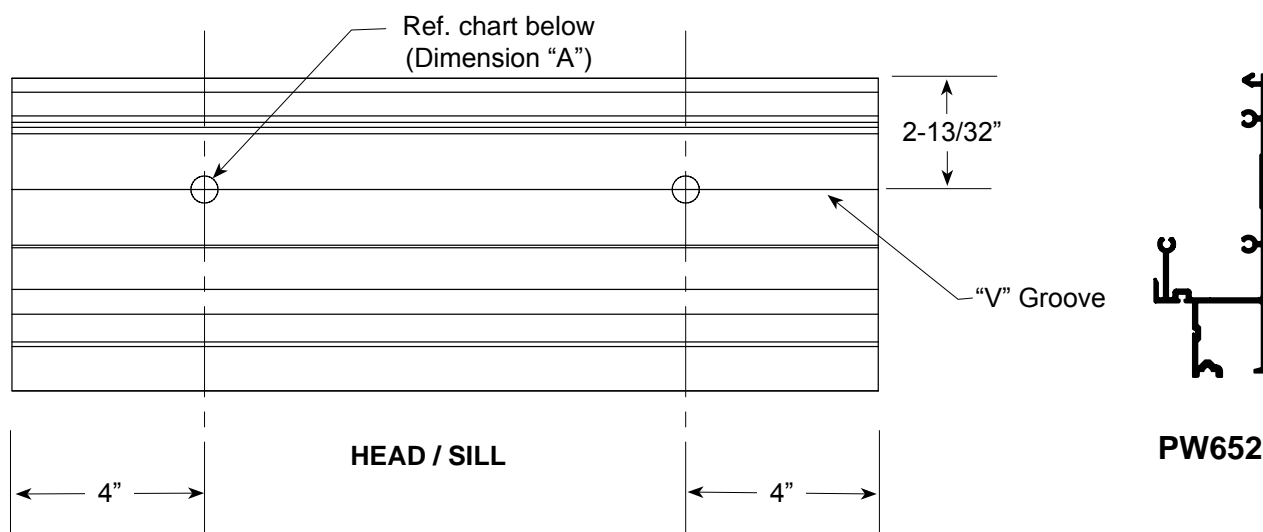 Ref. chart below
(Dimension “A”)
2-13/32”
“V” Groove
HEAD / SILL
PW652
4”
4”